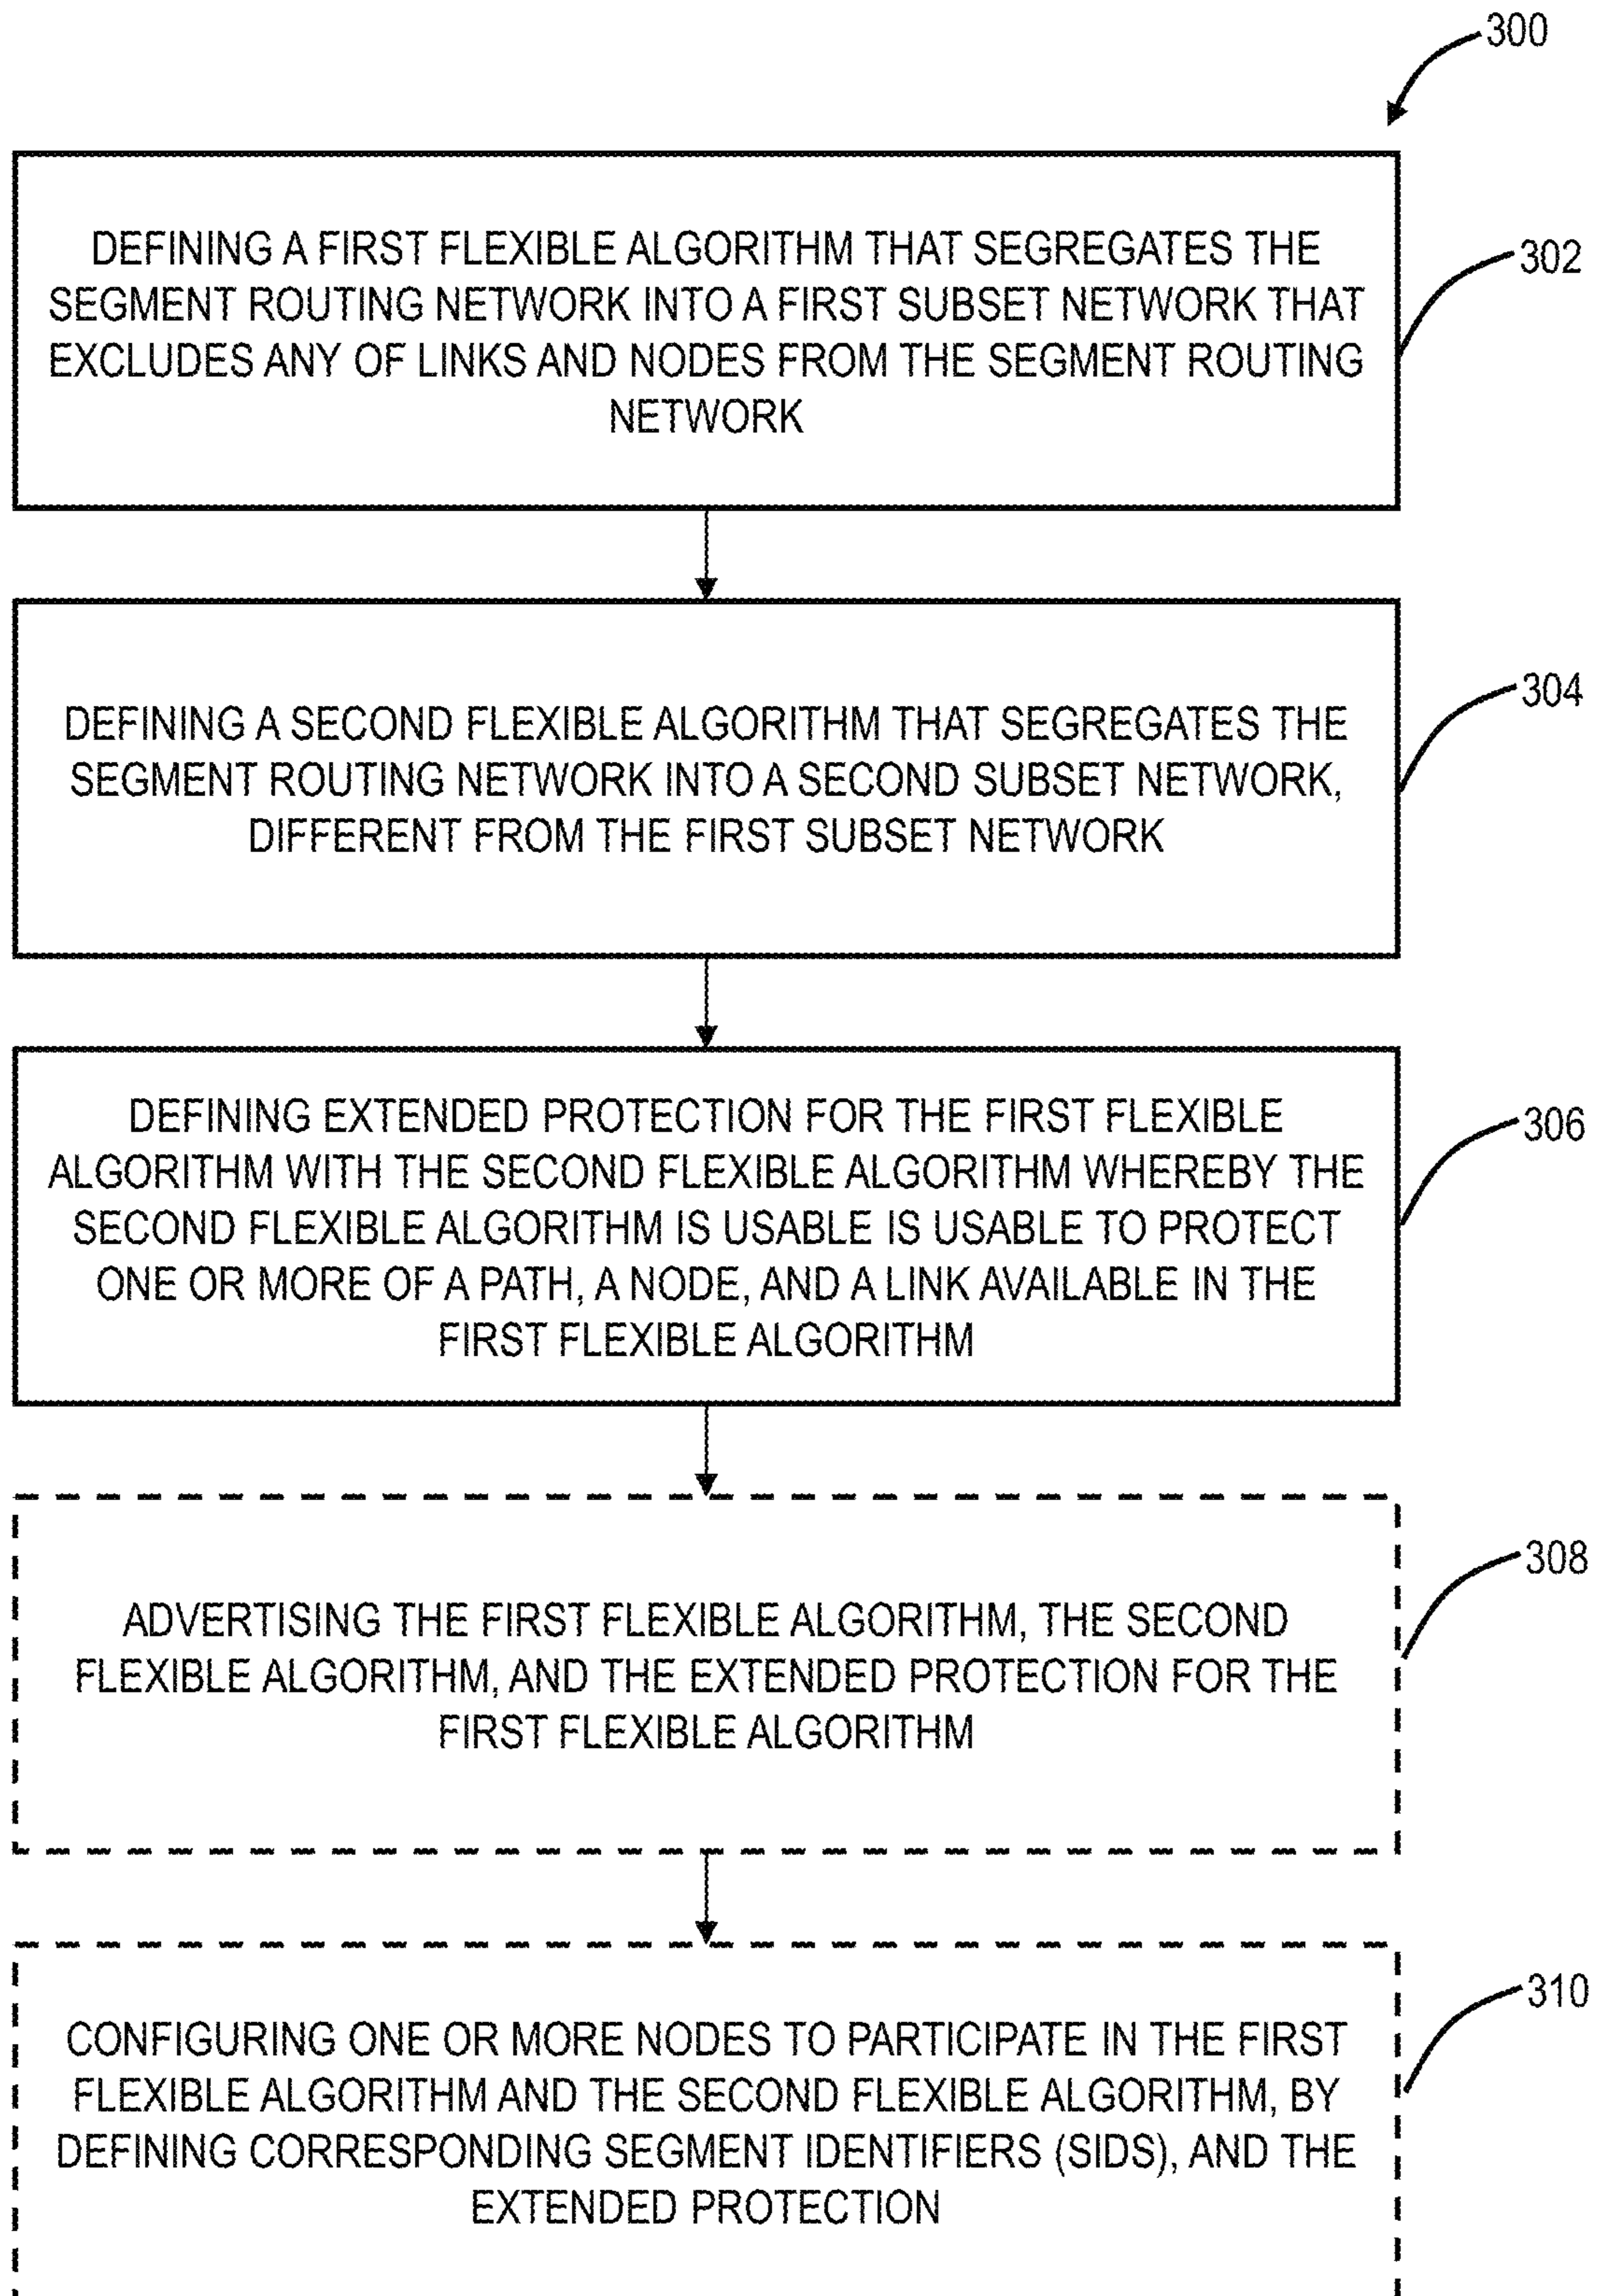 300
DEFINING A FIRST FLEXIBLE ALGORITHM THAT SEGREGATES THE
SEGMENT ROUTING NETWORK INTO A FIRST SUBSET NETWORK THAT
EXCLUDES ANY OF LINKS AND NODES FROM THE SEGMENT ROUTING
NETWORK
302
DEFINING A SECOND FLEXIBLE ALGORITHM THAT SEGREGATES THE
SEGMENT ROUTING NETWORK INTO A SECOND SUBSET NETWORK,
DIFFERENT FROM THE FIRST SUBSET NETWORK
304
DEFINING EXTENDED PROTECTION FOR THE FIRST FLEXIBLE
ALGORITHM WITH THE SECOND FLEXIBLE ALGORITHM WHEREBY THE
SECOND FLEXIBLE ALGORITHM IS USABLE IS USABLE TO PROTECT
ONE OR MORE OF A PATH, A NODE, AND A LINK AVAILABLE IN THE
FIRST FLEXIBLE ALGORITHM
306
ADVERTISING THE FIRST FLEXIBLE ALGORITHM, THE SECOND
FLEXIBLE ALGORITHM, AND THE EXTENDED PROTECTION FOR THE
FIRST FLEXIBLE ALGORITHM
308
CONFIGURING ONE OR MORE NODES TO PARTICIPATE IN THE FIRST
FLEXIBLE ALGORITHM AND THE SECOND FLEXIBLE ALGORITHM, BY
DEFINING CORRESPONDING SEGMENT IDENTIFIERS (SIDS), AND THE
EXTENDED PROTECTION
310